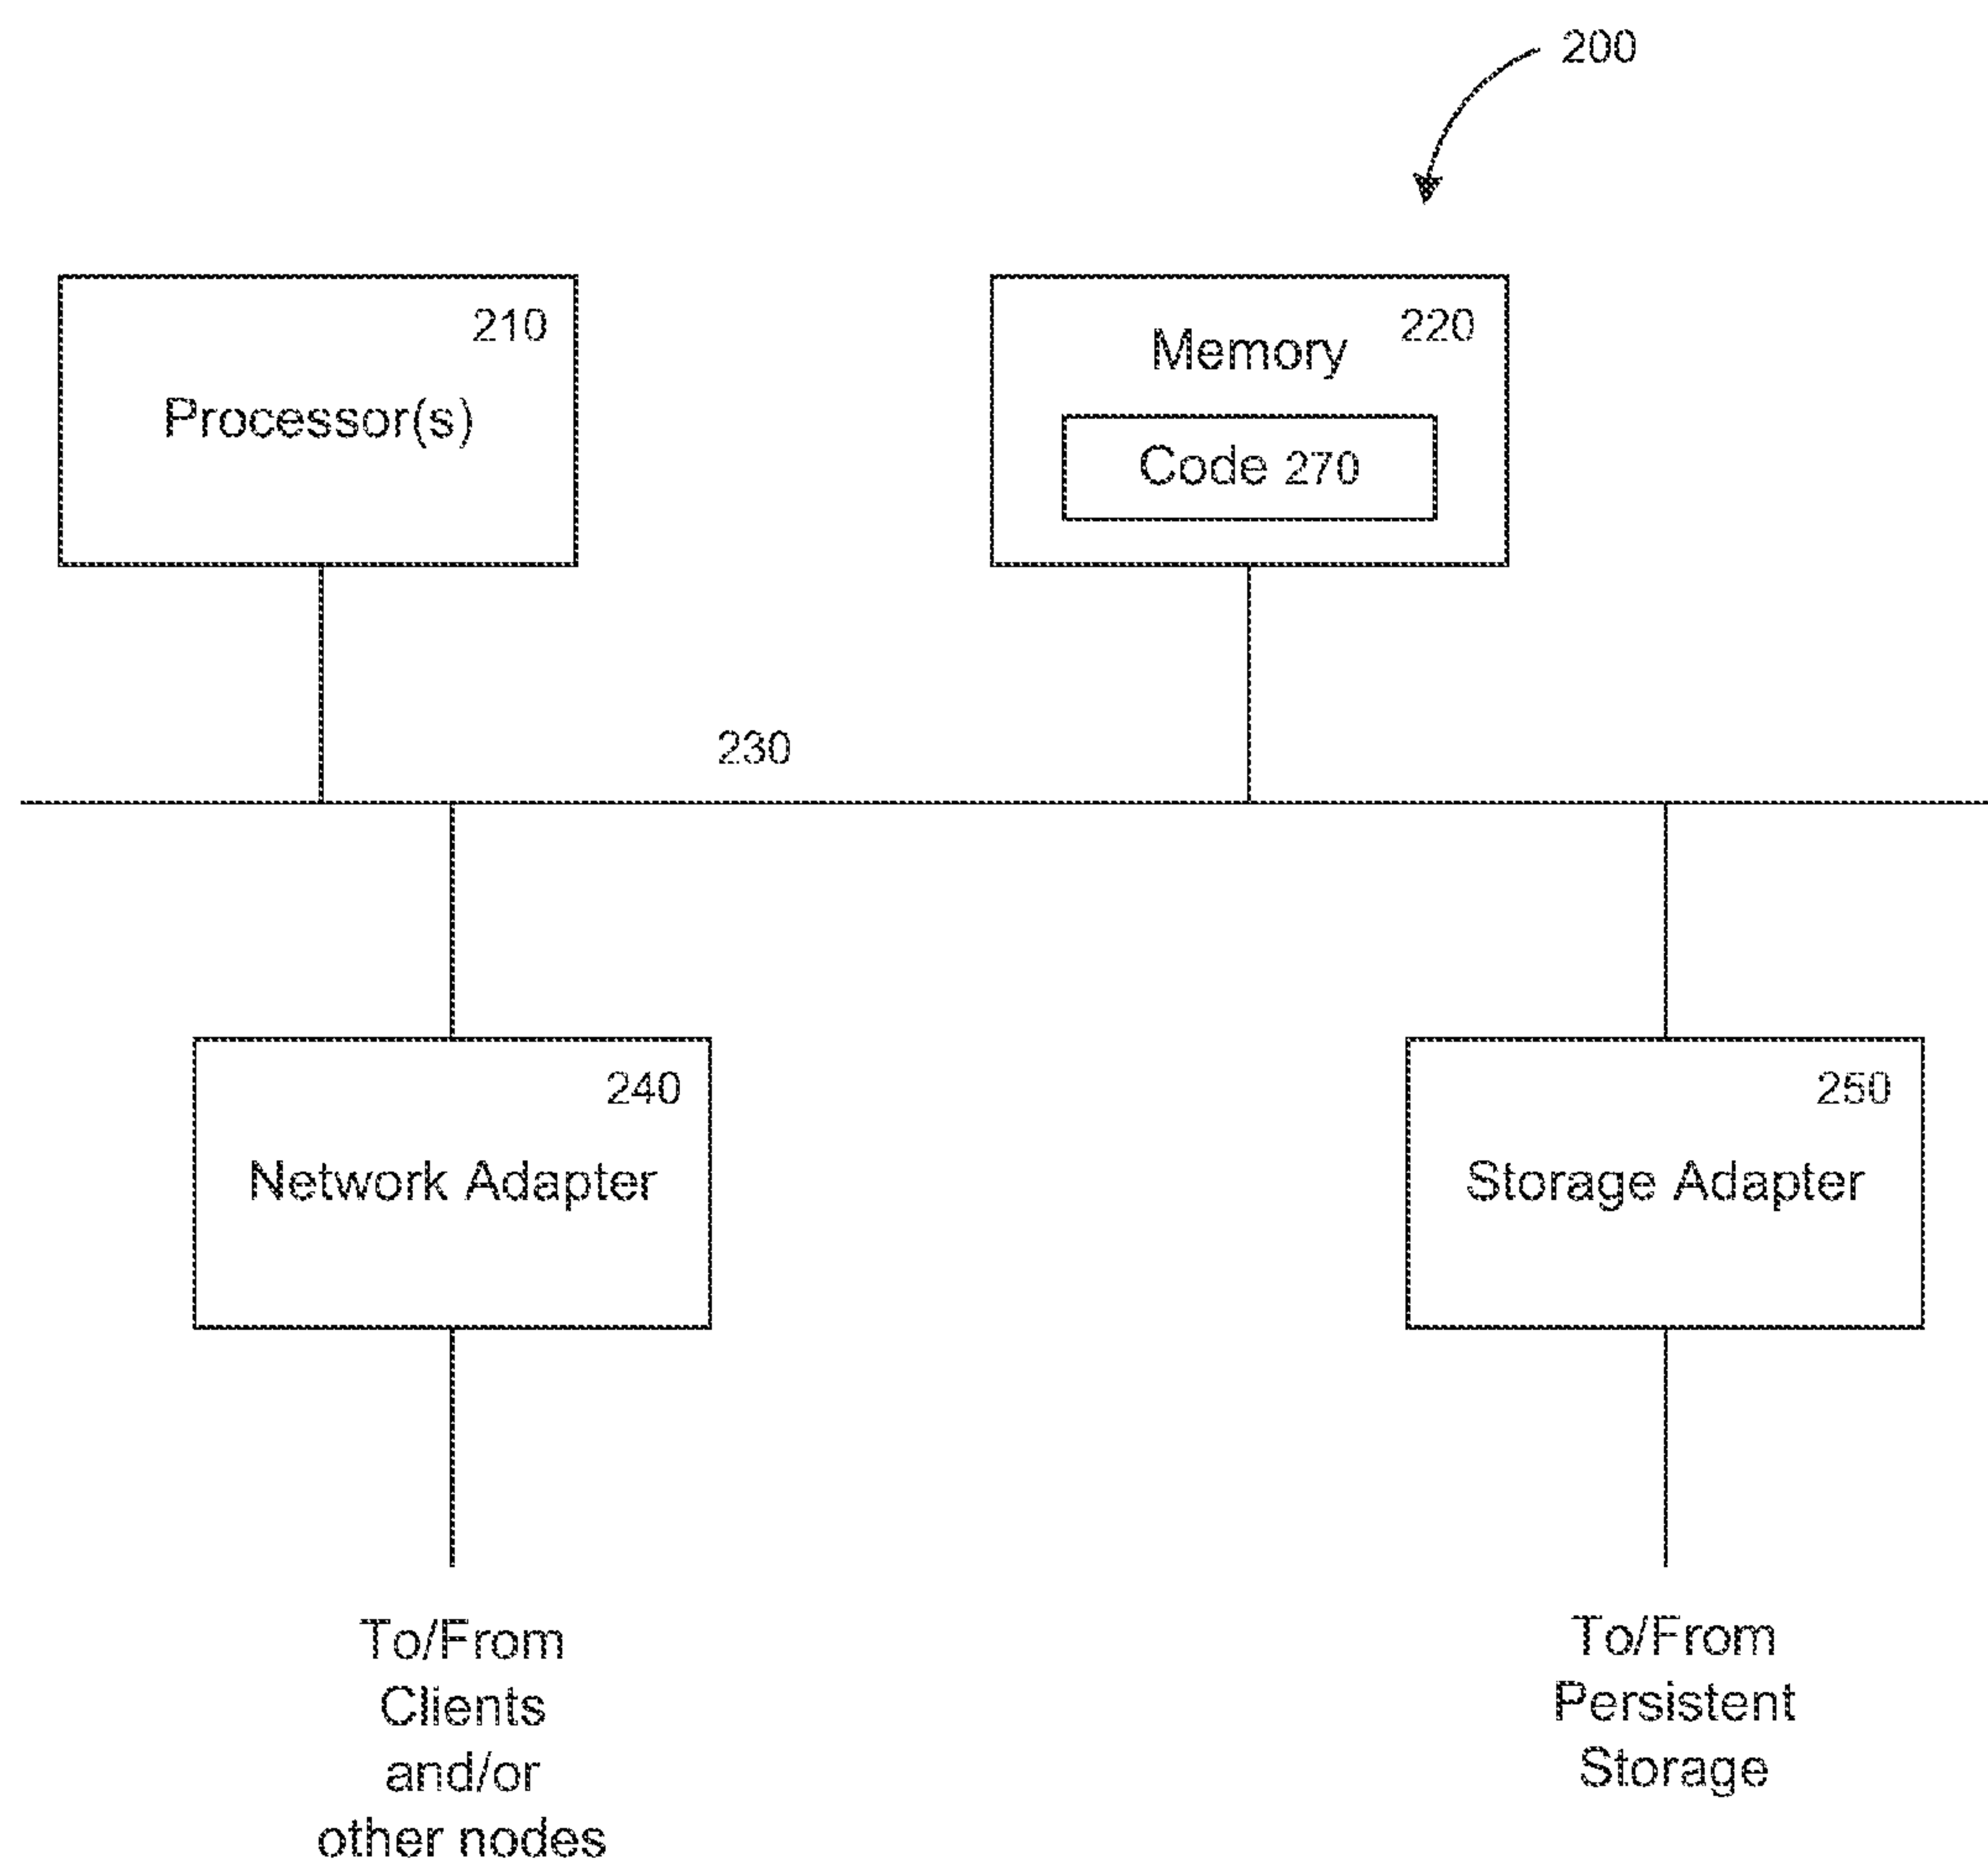 200
210
Processor(s)
220
Memory
Code 270
230
240
Network Adapter
250
Storage Adapter
To/From
Clients
and/or
other nodes
To/From
Persistent
Storage